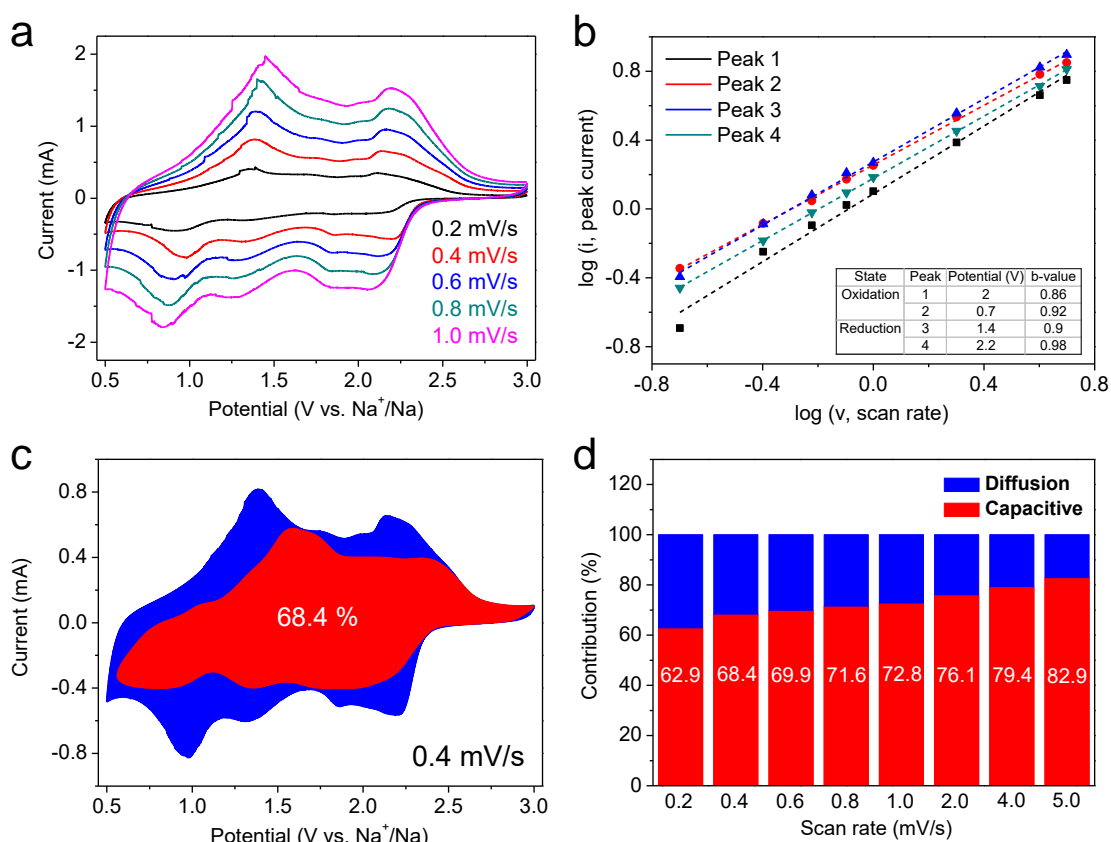 a
2
1
0
-1
-2
Current (mA)
0.2 mV/s
0.4 mV/s
0.6 mV/s
0.8 mV/s
1.0 mV/s
0.5 1.0 1.5 2.0 2.5 3.0
Potential (V vs. Na⁺/Na)
b
0.8
0.4
0.0
-0.4
-0.8
log (i, peak current)
Peak 1
Peak 2
Peak 3
Peak 4
State Peak Potential (V) b-value
Oxidation 1 2 0.86
2 0.7 0.92
Reduction 3 1.4 0.9
4 2.2 0.98
-0.8 -0.4 0.0 0.4 0.8
log (v, scan rate)
c
0.8
0.4
0.0
-0.4
-0.8
Current (mA)
68.4 %
0.4 mV/s
0.5 1.0 1.5 2.0 2.5 3.0
Potential (V vs. Na⁺/Na)
d
120
100
80
60
40
20
0
Contribution (%)
Diffusion
Capacitive
62.9 68.4 69.9 71.6 72.8 76.1 79.4 82.9
0.2 0.4 0.6 0.8 1.0 2.0 4.0 5.0
Scan rate (mV/s)